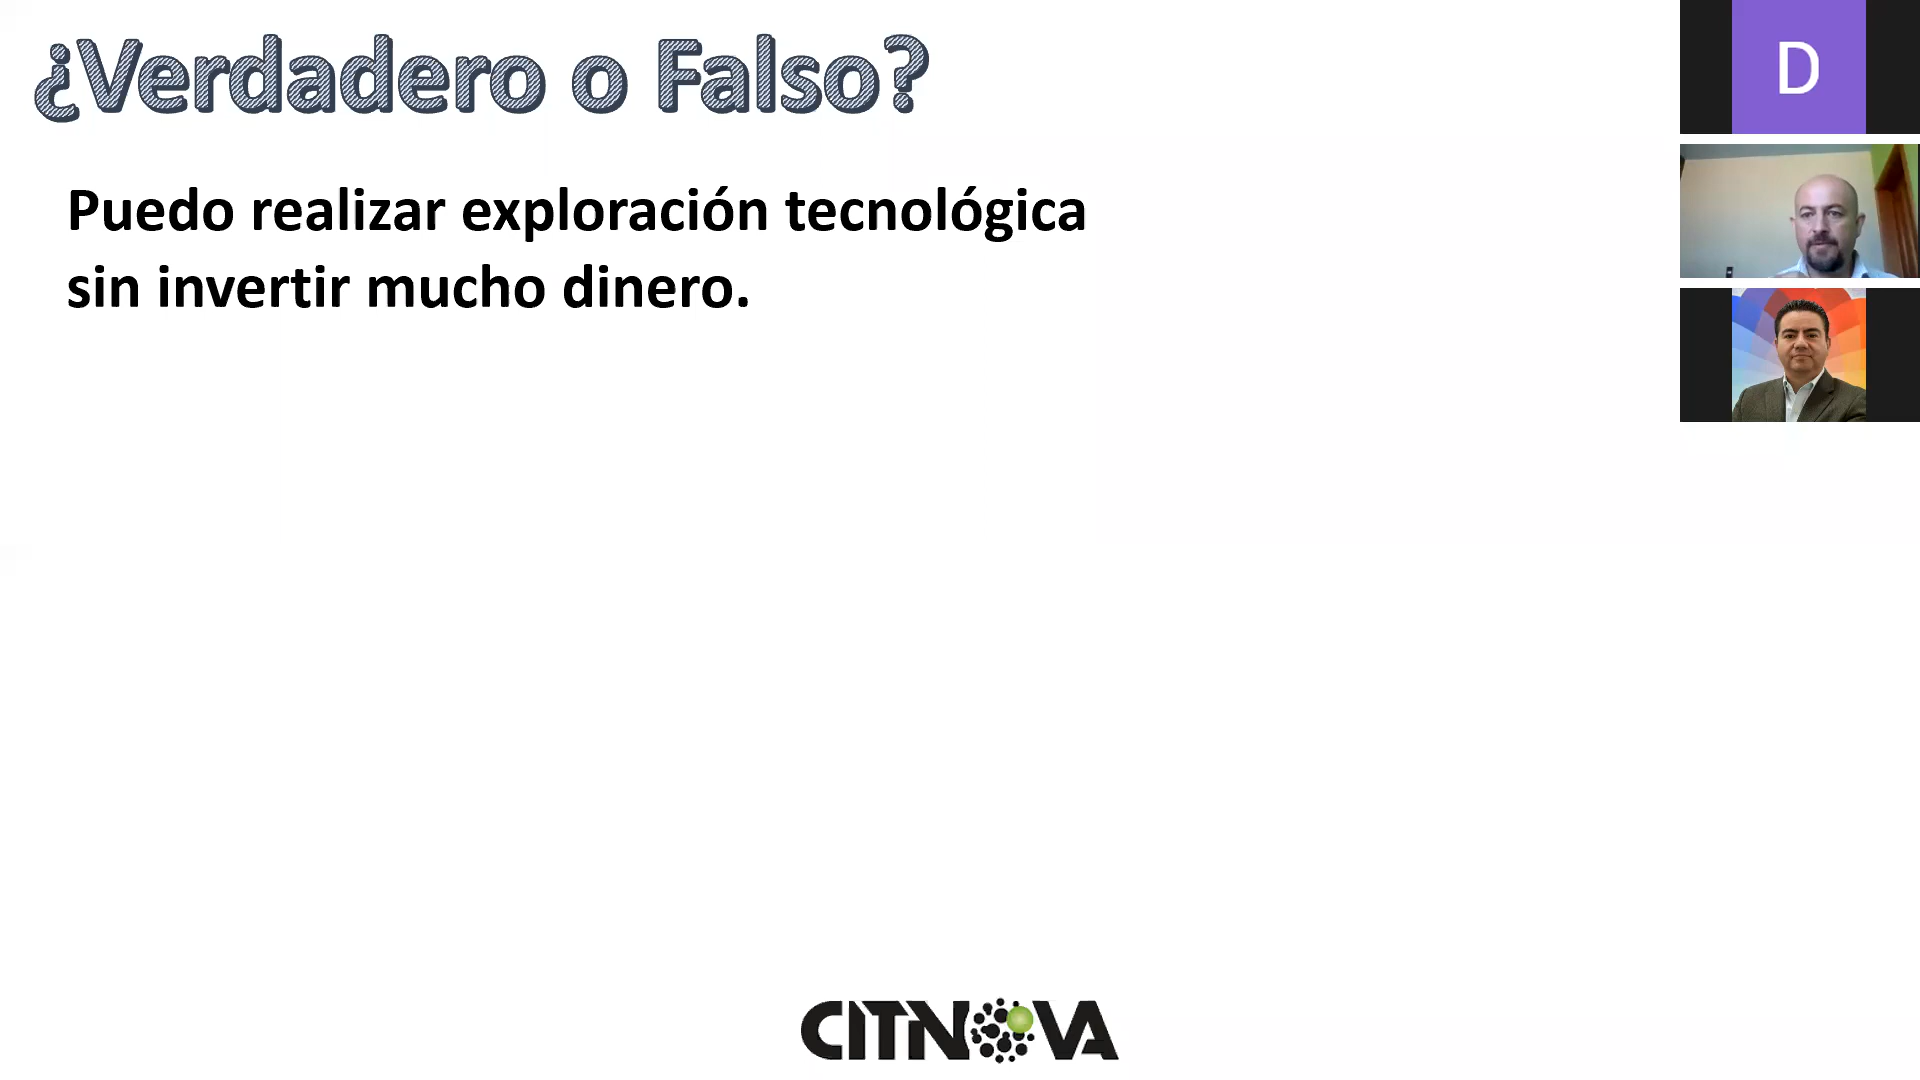 ¿Verdadero o Falso?
Puedo realizar exploración tecnológica
sin invertir mucho dinero.
D
CITNOVA